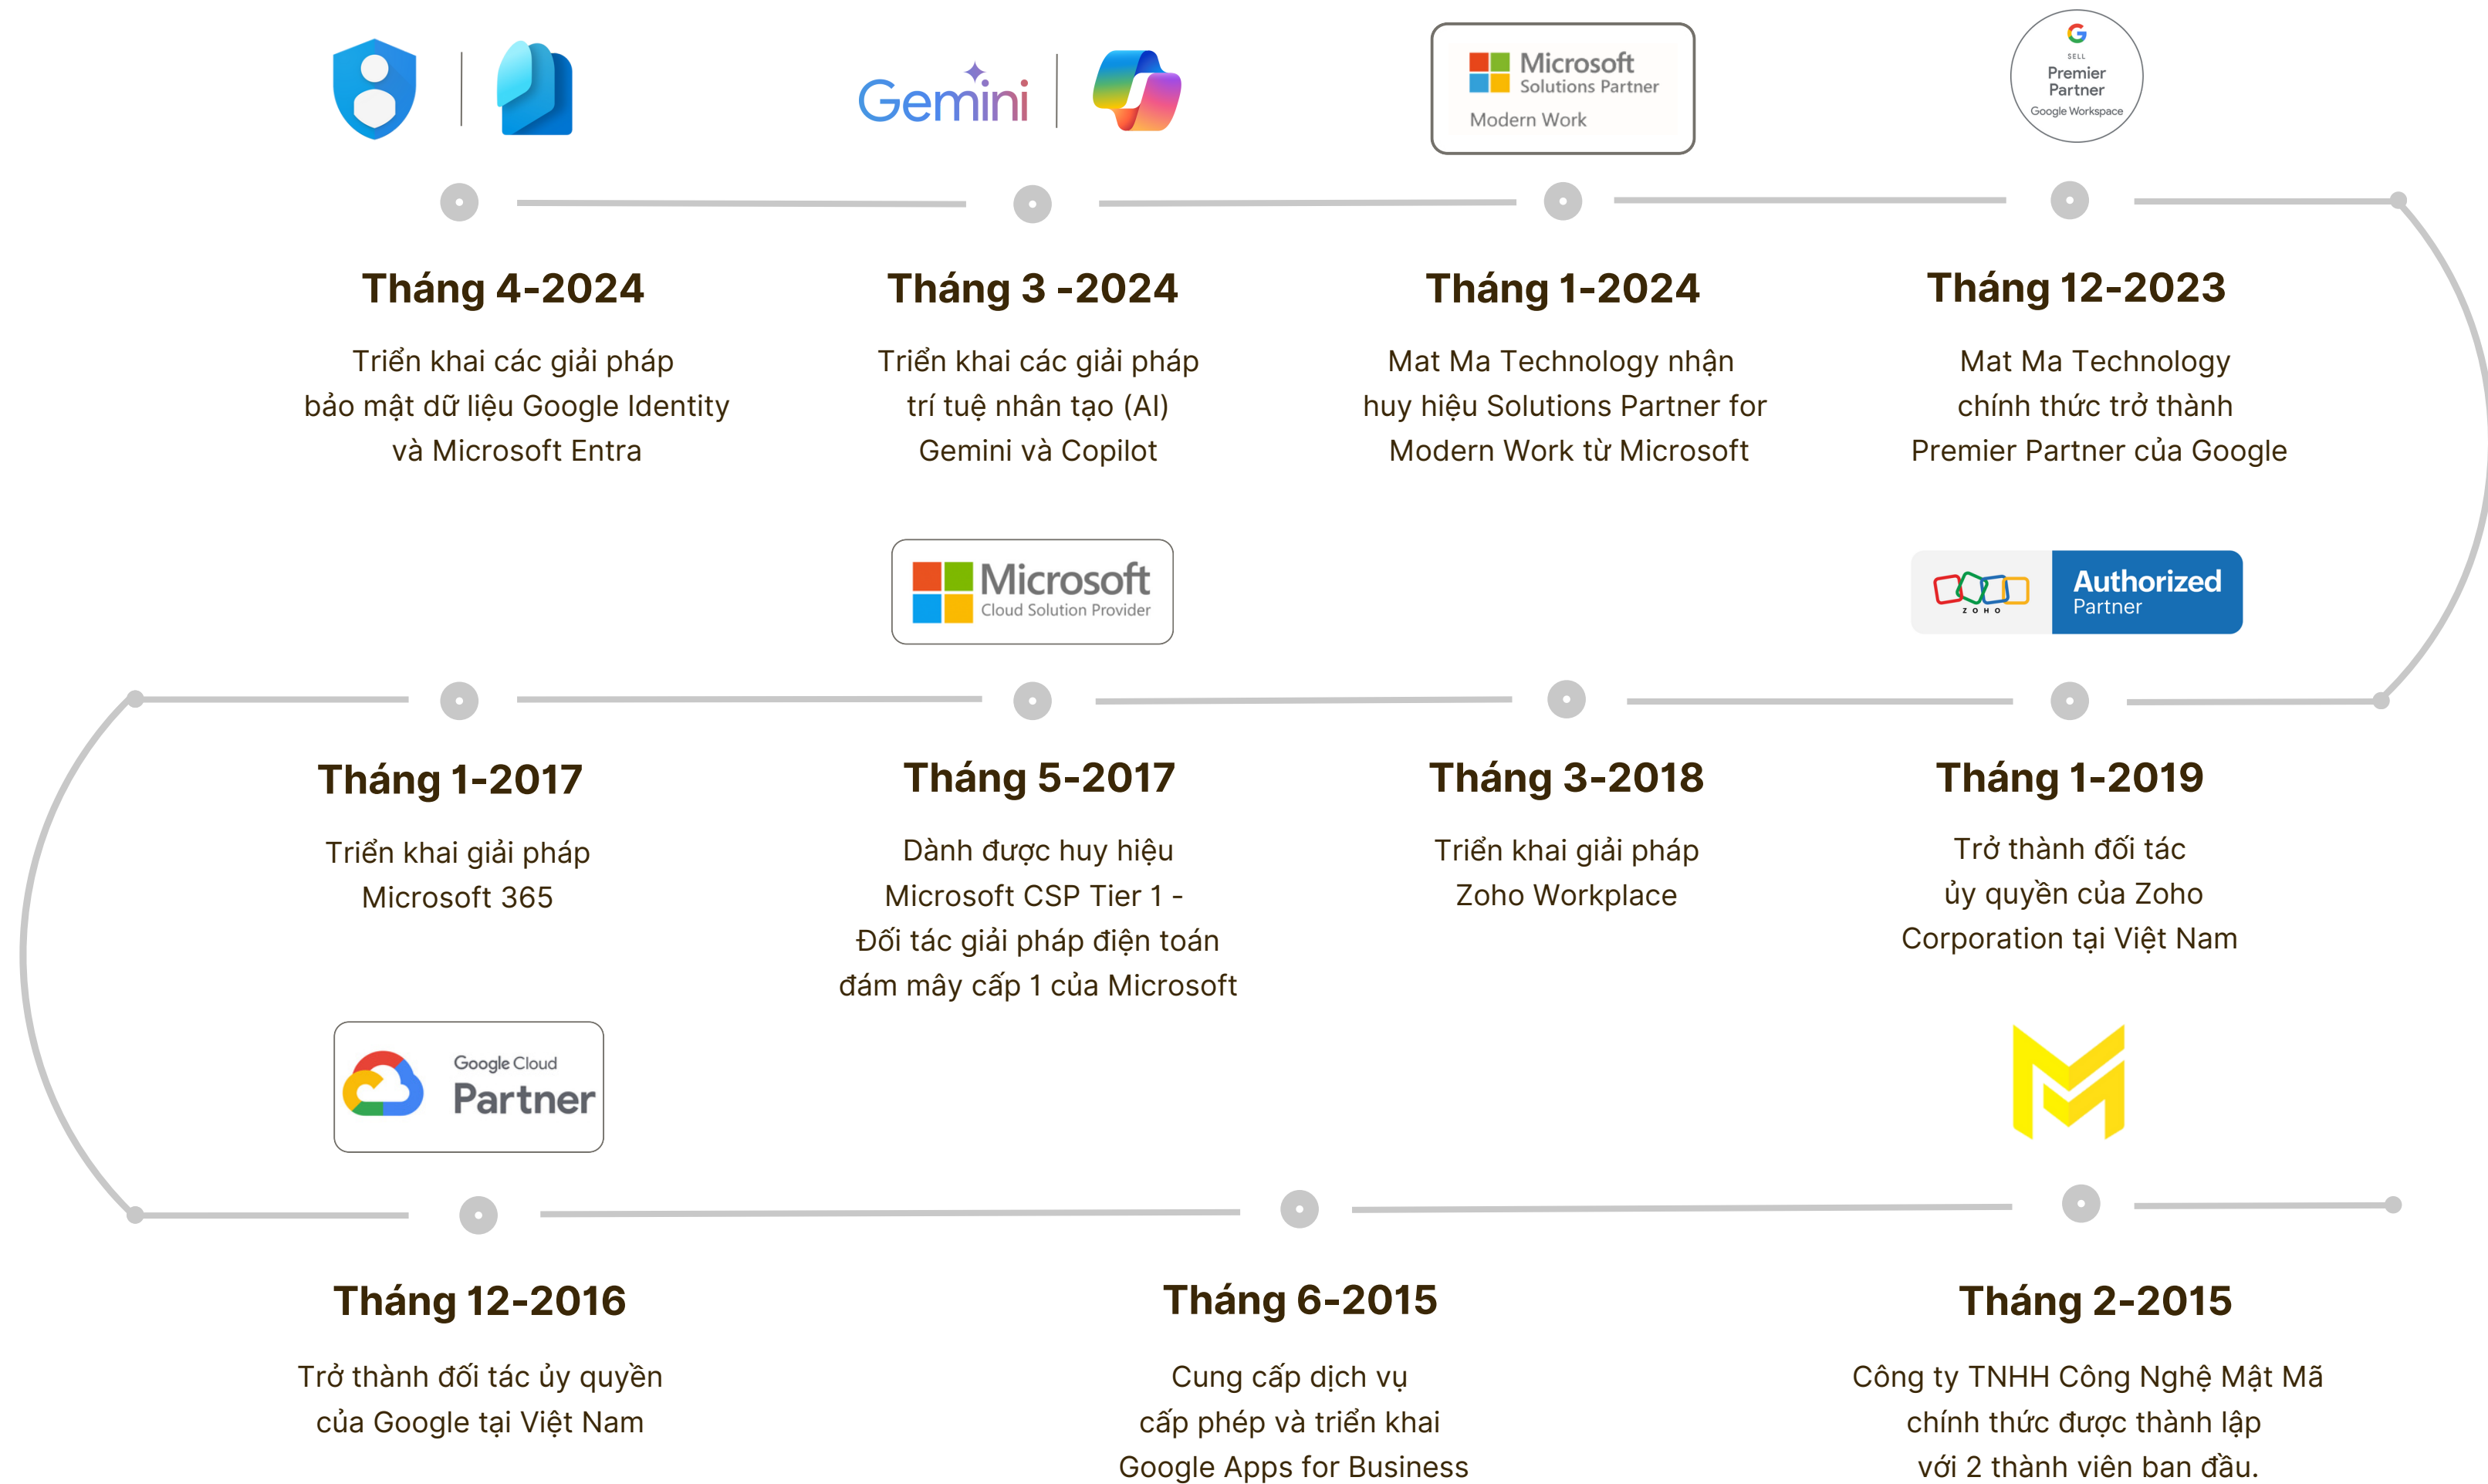 Gemini
Microsoft
Solutions Partner
Modern Work
SELL
Premier
Partner
Google Workspace
Tháng 4-2024
Triển khai các giải pháp
bảo mật dữ liệu Google Identity
và Microsoft Entra
Tháng 3 -2024
Triển khai các giải pháp
trí tuệ nhân tạo (AI)
Gemini và Copilot
Tháng 1-2024
Mat Ma Technology nhận
huy hiệu Solutions Partner for
Modern Work từ Microsoft
Tháng 12-2023
Mat Ma Technology
chính thức trở thành
Premier Partner của Google
Microsoft
Cloud Solution Provider
ZOHO
Authorized
Partner
Tháng 1-2017
Triển khai giải pháp
Microsoft 365
Tháng 5-2017
Dành được huy hiệu
Microsoft CSP Tier 1 -
Đối tác giải pháp điện toán
đám mây cấp 1 của Microsoft
Tháng 3-2018
Triển khai giải pháp
Zoho Workplace
Tháng 1-2019
Trở thành đối tác
ủy quyền của Zoho
Corporation tại Việt Nam
Google Cloud
Partner
Tháng 12-2016
Trở thành đối tác ủy quyền
của Google tại Việt Nam
Tháng 6-2015
Cung cấp dịch vụ
cấp phép và triển khai
Google Apps for Business
Tháng 2-2015
Công ty TNHH Công Nghệ Mật Mã
chính thức được thành lập
với 2 thành viên ban đầu.